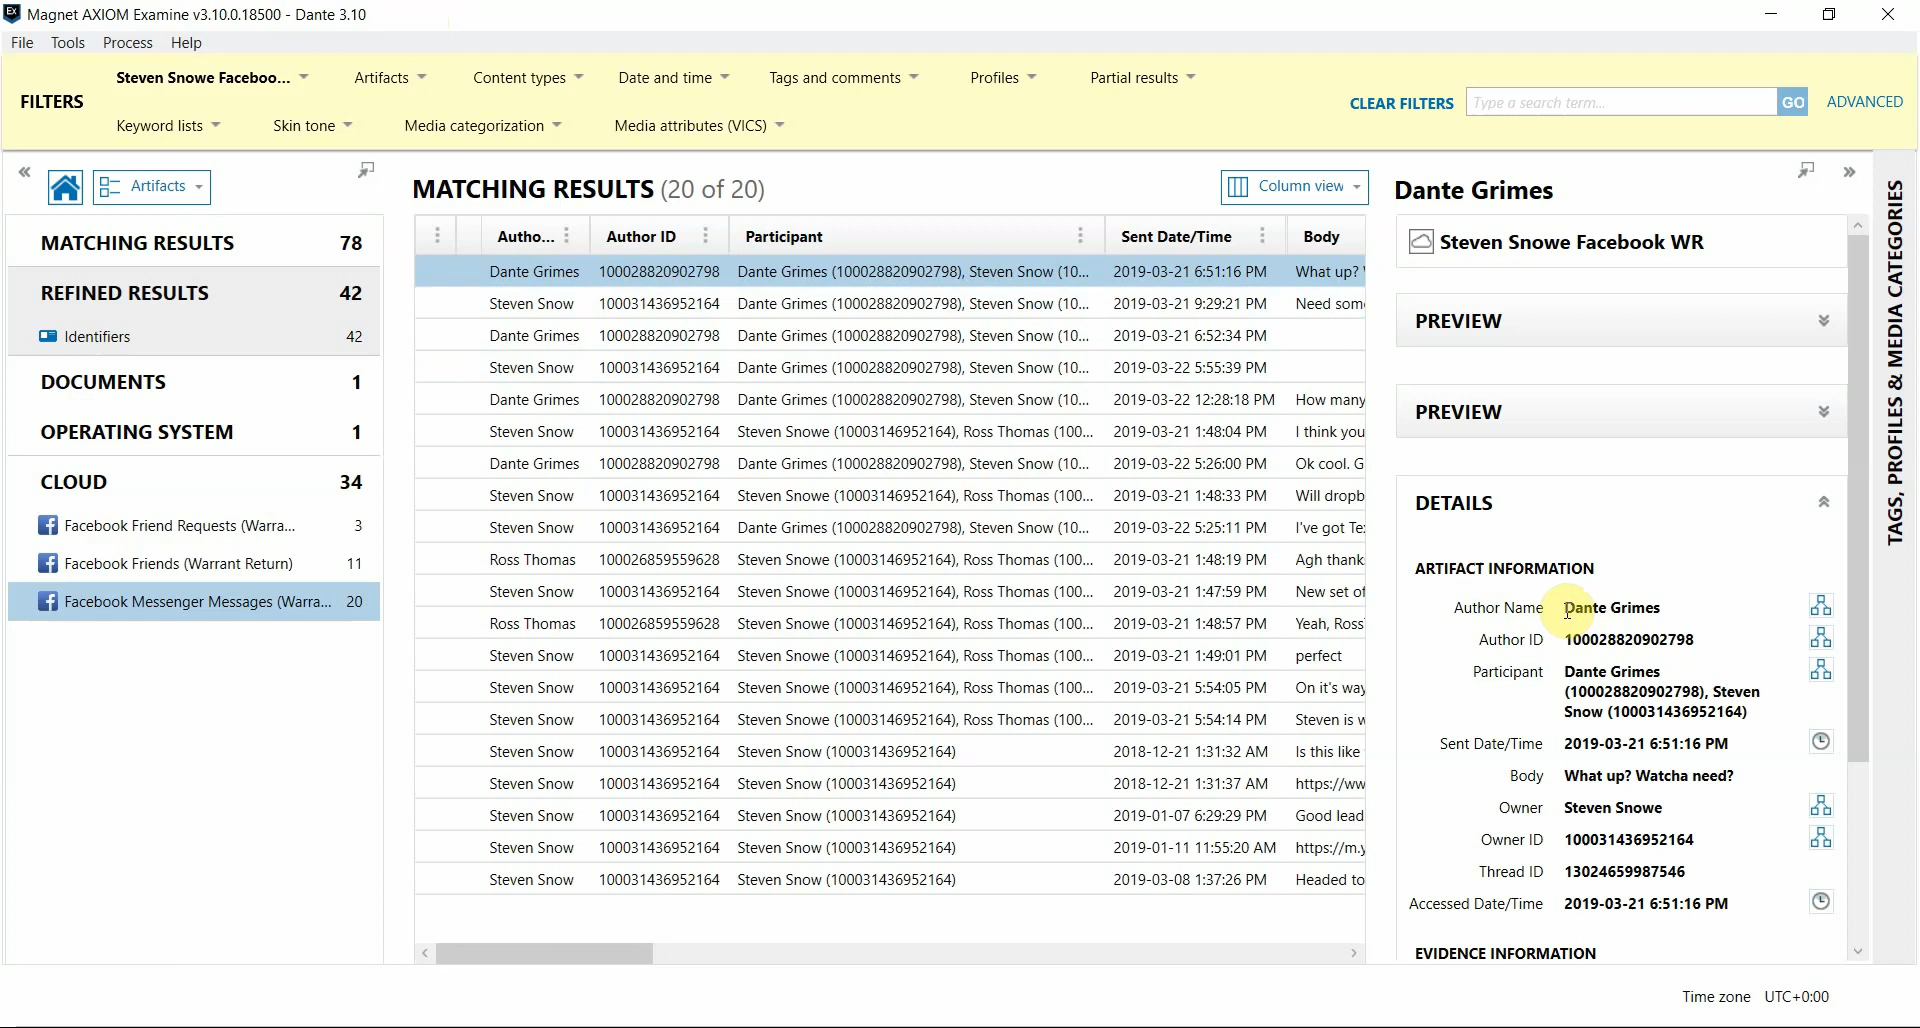 Magnet AXIOM Examine v3.10.0.18500 - Dante 3.10
File Tools Process Help
FILTERS
Steven Snowe Faceboo... Artifacts Content types Date and time Tags and comments Profiles Partial results
Keyword lists Skin tone Media categorization Media attributes (VICS)
CLEAR FILTERS Type a search term... GO ADVANCED
Artifacts
MATCHING RESULTS 78
REFINED RESULTS 42
Identifiers 42
DOCUMENTS 1
OPERATING SYSTEM 1
CLOUD 34
Facebook Friend Requests (Warra... 3
Facebook Friends (Warrant Return) 11
Facebook Messenger Messages (Warra... 20
MATCHING RESULTS (20 of 20) Column view
Autho... Author ID Participant Sent Date/Time Body
Dante Grimes 100028820902798 Dante Grimes (100028820902798), Steven Snow (10... 2019-03-21 6:51:16 PM What up?
Steven Snow 100031436952164 Dante Grimes (100028820902798), Steven Snow (10... 2019-03-21 9:29:21 PM Need som
Dante Grimes 100028820902798 Dante Grimes (100028820902798), Steven Snow (10... 2019-03-21 6:52:34 PM
Steven Snow 100031436952164 Dante Grimes (100028820902798), Steven Snow (10... 2019-03-22 5:55:39 PM
Dante Grimes 100028820902798 Dante Grimes (100028820902798), Steven Snow (10... 2019-03-22 12:28:18 PM How many
Steven Snow 100031436952164 Steven Snowe (10003146952164), Ross Thomas (100... 2019-03-21 1:48:04 PM I think you
Dante Grimes 100028820902798 Dante Grimes (100028820902798), Steven Snow (10... 2019-03-22 5:26:00 PM Ok cool. G
Steven Snow 100031436952164 Steven Snowe (10003146952164), Ross Thomas (100... 2019-03-21 1:48:33 PM Will dropb
Steven Snow 100031436952164 Dante Grimes (100028820902798), Steven Snow (10... 2019-03-22 5:25:11 PM I've got Te
Ross Thomas 100026859559628 Steven Snowe (10003146952164), Ross Thomas (100... 2019-03-21 1:48:19 PM Agh thank
Steven Snow 100031436952164 Steven Snowe (10003146952164), Ross Thomas (100... 2019-03-21 1:47:59 PM New set of
Ross Thomas 100026859559628 Steven Snowe (10003146952164), Ross Thomas (100... 2019-03-21 1:48:57 PM Yeah, Ross
Steven Snow 100031436952164 Steven Snowe (10003146952164), Ross Thomas (100... 2019-03-21 1:49:01 PM perfect
Steven Snow 100031436952164 Steven Snowe (10003146952164), Ross Thomas (100... 2019-03-21 5:54:05 PM On it's way
Steven Snow 100031436952164 Steven Snowe (10003146952164), Ross Thomas (100... 2019-03-21 5:54:14 PM Steven is w
Steven Snow 100031436952164 Steven Snow (100031436952164) 2018-12-21 1:31:32 AM Is this like
Steven Snow 100031436952164 Steven Snow (100031436952164) 2018-12-21 1:31:37 AM https://ww
Steven Snow 100031436952164 Steven Snow (100031436952164) 2019-01-07 6:29:29 PM Good lead
Steven Snow 100031436952164 Steven Snow (100031436952164) 2019-01-11 11:55:20 AM https://m.y
Steven Snow 100031436952164 Steven Snow (100031436952164) 2019-03-08 1:37:26 PM Headed to
Dante Grimes
Steven Snowe Facebook WR
PREVIEW
PREVIEW
DETAILS
ARTIFACT INFORMATION
Author Name Dante Grimes
Author ID 100028820902798
Participant Dante Grimes
(100028820902798), Steven
Snow (100031436952164)
Sent Date/Time 2019-03-21 6:51:16 PM
Body What up? Watcha need?
Owner Steven Snowe
Owner ID 100031436952164
Thread ID 13024659987546
Accessed Date/Time 2019-03-21 6:51:16 PM
EVIDENCE INFORMATION
TAGS, PROFILES & MEDIA CATEGORIES
Time zone UTC+0:00